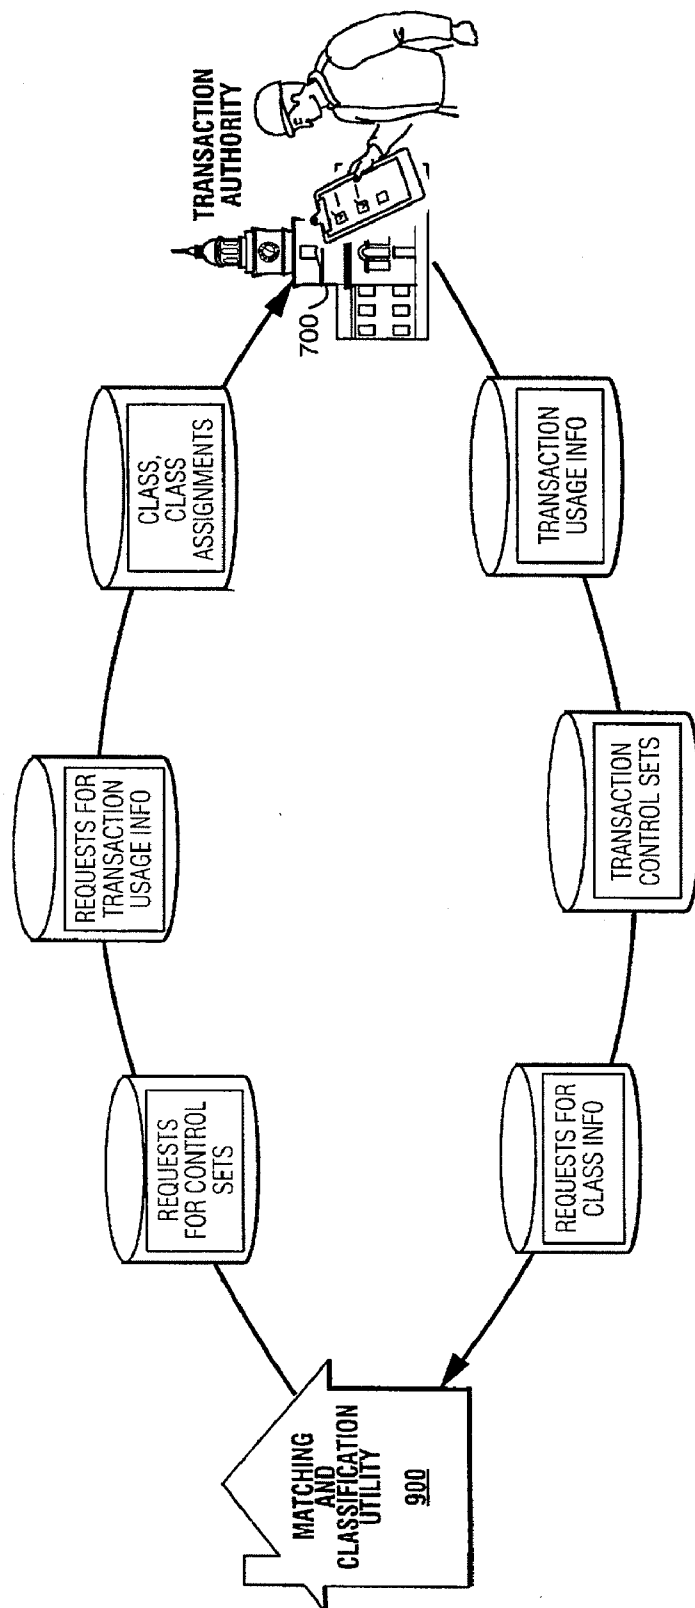 TRANSACTION
AUTHORITY
700
CLASS,
CLASS
ASSIGNMENTS
REQUESTS FOR
TRANSACTION
USAGE INFO
REQUESTS
FOR CONTROL
SETS
MATCHING
AND
CLASSIFICATION
UTILITY
900
REQUESTS FOR
CLASS INFO
TRANSACTION
CONTROL SETS
TRANSACTION
USAGE INFO